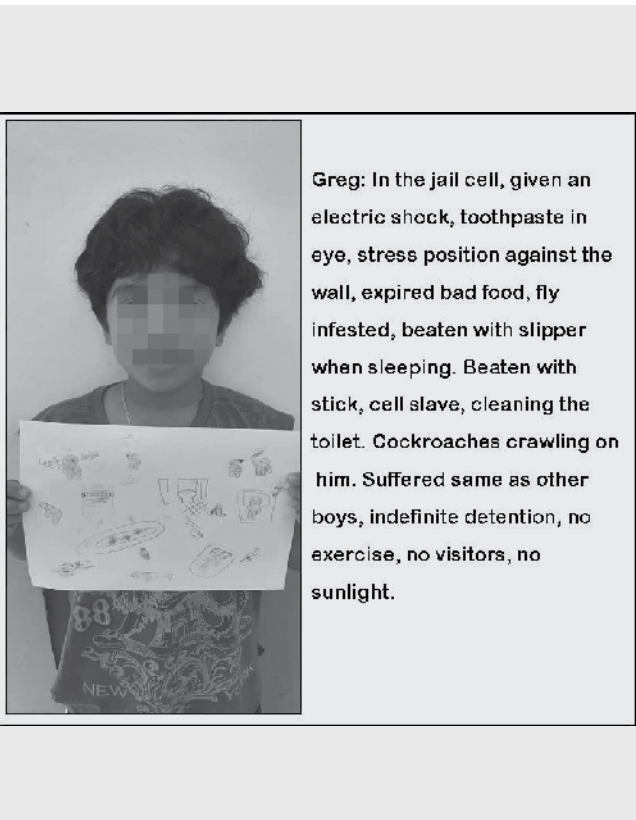 Greg: In the jail cell, given an
electric shock, toothpaste in
eye, stress position against the
wall, expired bad food, fly
infested, beaten with slipper
when sleeping. Beaten with
stick, cell slave, cleaning the
toilet. Cockroaches crawling on
him. Suffered same as other
boys, indefinite detention, no
exercise, no visitors, no
sunlight.
88
NEW